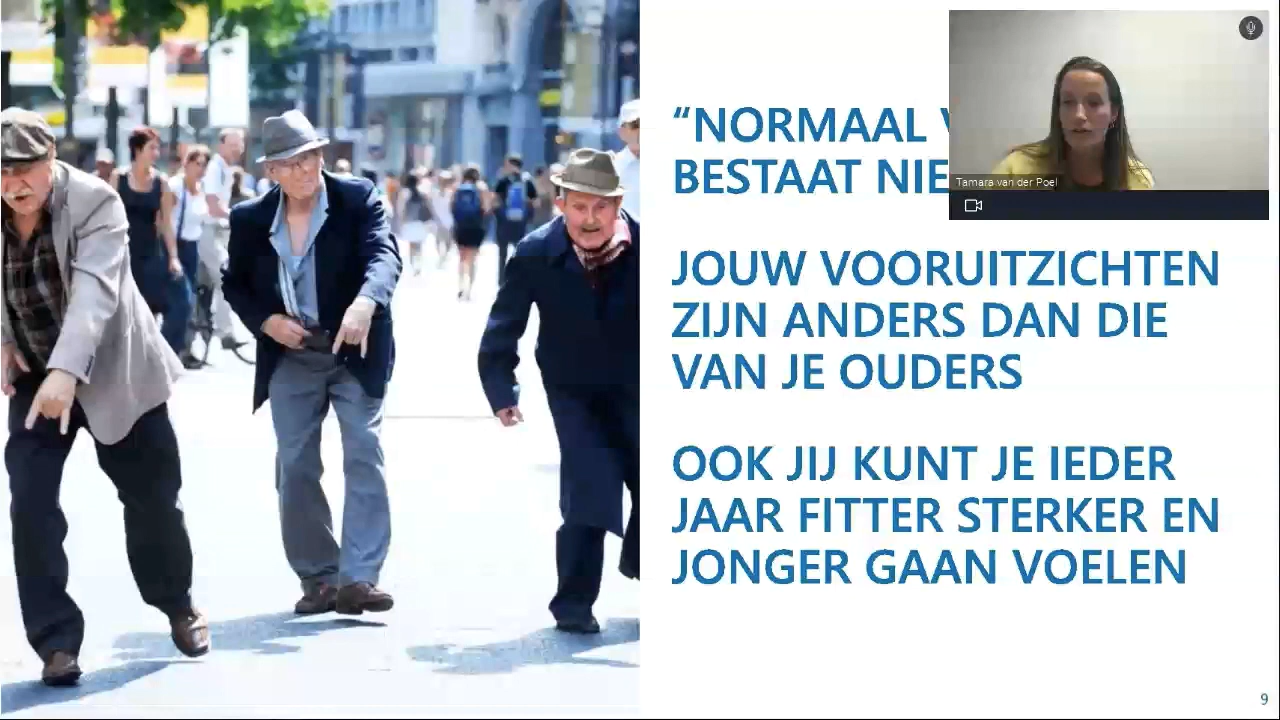 “NORMAAL
BESTAAT
JOUW VOORUITZICHTEN
ZIJN ANDERS DAN DIE
VAN JE OUDERS
OOK JIJ KUNT JE IEDER
JAAR FITTER STERKER EN
JONGER GAAN VOELEN
Tamara van der Poel
9